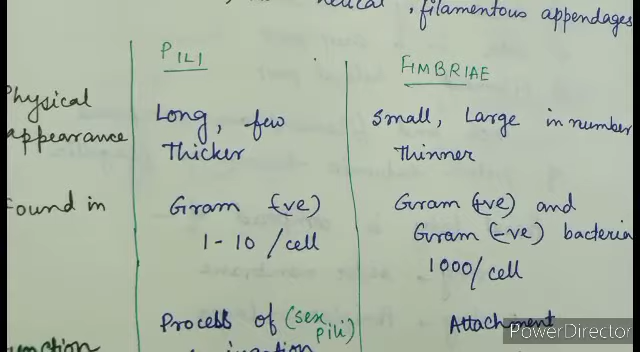 helical, filamentous appendages
PILI
FIMBRIAE
Physical appearance
Long, few
Thicker
Small, Large in number
thinner
Found in
Gram (-ve)
1-10/cell
Gram (+ve) and
Gram (-ve) bacteria
1000/cell
Process of (sex pili)
Attachment
PowerDirector